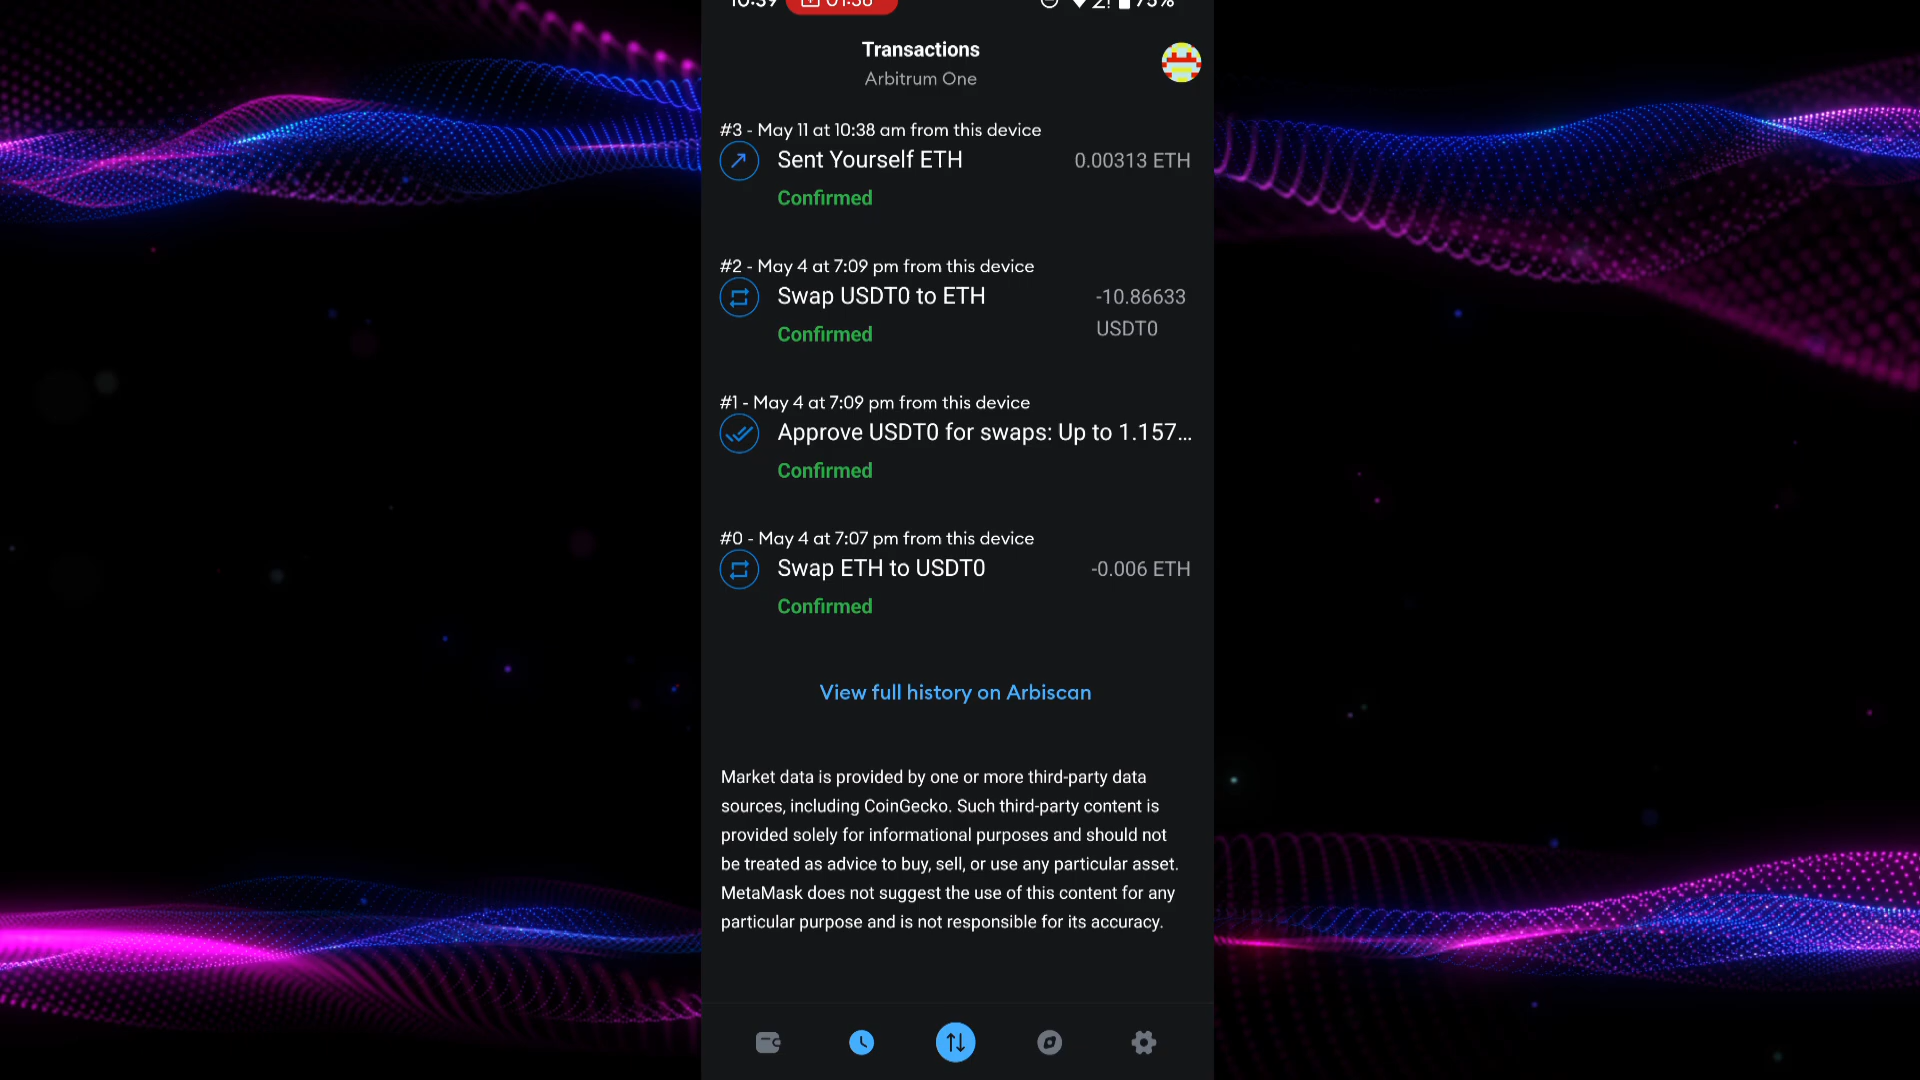 10:39 01:36 75%
Transactions
Arbitrum One
#3 - May 11 at 10:38 am from this device
Sent Yourself ETH 0.00313 ETH
Confirmed
#2 - May 4 at 7:09 pm from this device
Swap USDT0 to ETH -10.86633
USDT0
Confirmed
#1 - May 4 at 7:09 pm from this device
Approve USDT0 for swaps: Up to 1.157...
Confirmed
#0 - May 4 at 7:07 pm from this device
Swap ETH to USDT0 -0.006 ETH
Confirmed
View full history on Arbiscan
Market data is provided by one or more third-party data
sources, including CoinGecko. Such third-party content is
provided solely for informational purposes and should not
be treated as advice to buy, sell, or use any particular asset.
MetaMask does not suggest the use of this content for any
particular purpose and is not responsible for its accuracy.